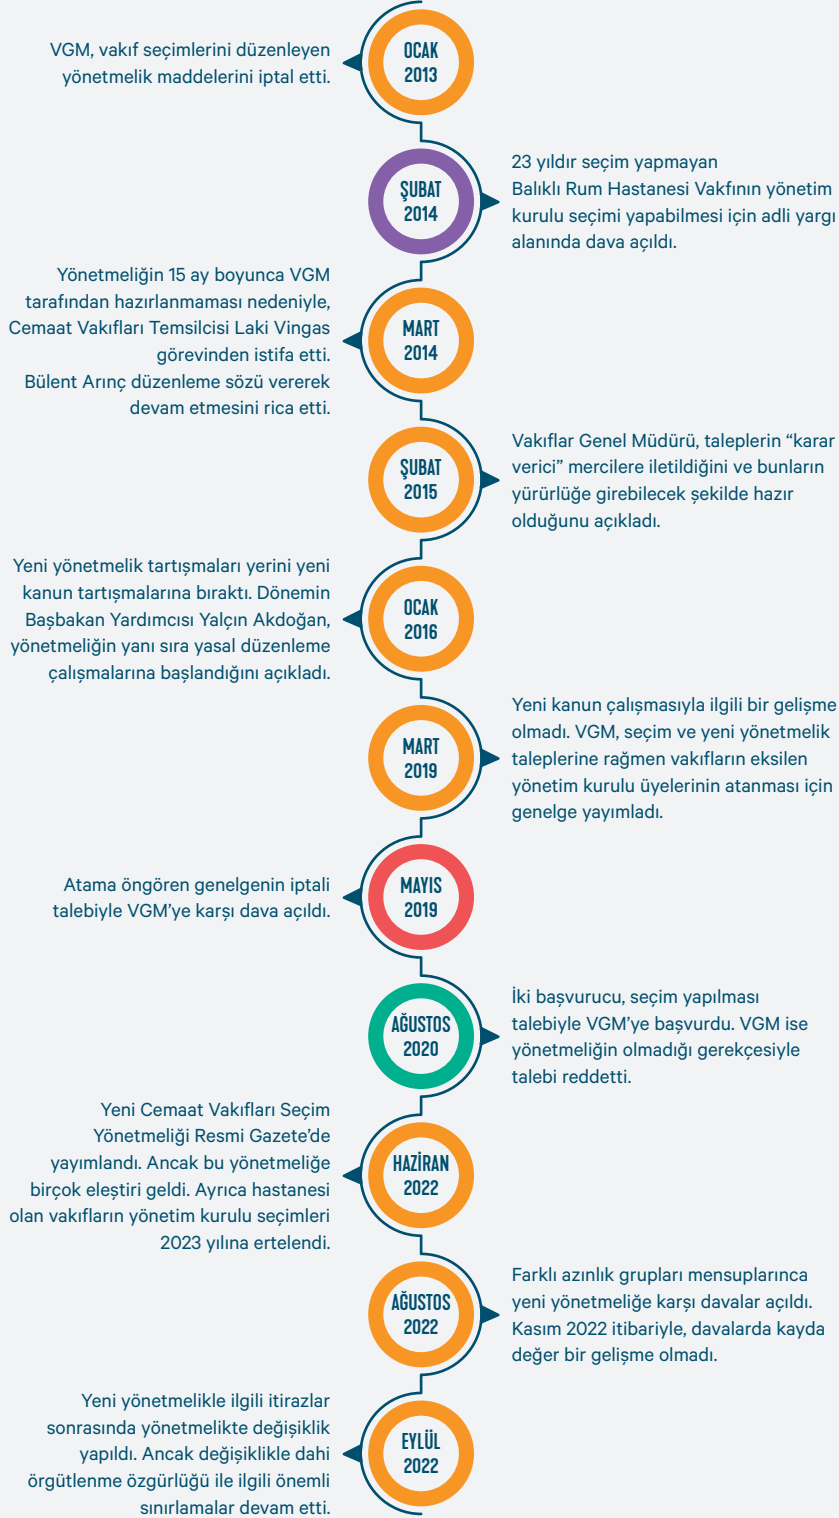 OCAK
2013
VGM, vakıf seçimlerini düzenleyen
yönetmelik maddelerini iptal etti.
ŞUBAT
2014
23 yıldır seçim yapmayan
Balıklı Rum Hastanesi Vakfının yönetim
kurulu seçimi yapabilmesi için adli yargı
alanında dava açıldı.
MART
2014
Yönetmeliğin 15 ay boyunca VGM
tarafından hazırlanmaması nedeniyle,
Cemaat Vakıfları Temsilcisi Laki Vingas
görevinden istifa etti.
Bülent Arınç düzenleme sözü vererek
devam etmesini rica etti.
ŞUBAT
2015
Vakıflar Genel Müdürü, taleplerin “karar
verici” mercilere iletildiğini ve bunların
yürürlüğe girebilecek şekilde hazır
olduğunu açıkladı.
OCAK
2016
Yeni yönetmelik tartışmaları yerini yeni
kanun tartışmalarına bıraktı. Dönemin
Başbakan Yardımcısı Yalçın Akdoğan,
yönetmeliğin yanı sıra yasal düzenleme
çalışmalarına başlandığını açıkladı.
MART
2019
Yeni kanun çalışmasıyla ilgili bir gelişme
olmadı. VGM, seçim ve yeni yönetmelik
taleplerine rağmen vakıfların eksilen
yönetim kurulu üyelerinin atanması için
genelge yayımladı.
MAYIS
2019
Atama öngören genelgenin iptali
talebiyle VGM’ye karşı dava açıldı.
AĞUSTOS
2020
İki başvurucu, seçim yapılması
talebiyle VGM’ye başvurdu. VGM ise
yönetmeliğin olmadığı gerekçesiyle
talebi reddetti.
HAZİRAN
2022
Yeni Cemaat Vakıfları Seçim
Yönetmeliği Resmi Gazete’de
yayımlandı. Ancak bu yönetmeliğe
birçok eleştiri geldi. Ayrıca hastanesi
olan vakıfların yönetim kurulu seçimleri
2023 yılına ertelendi.
AĞUSTOS
2022
Farklı azınlık grupları mensuplarınca
yeni yönetmeliğe karşı davalar açıldı.
Kasım 2022 itibariyle, davalarda kayda
değer bir gelişme olmadı.
EYLÜL
2022
Yeni yönetmelikle ilgili itirazlar
sonrasında yönetmelikte değişiklik
yapıldı. Ancak değişiklikle dahi
örgütlenme özgürlüğü ile ilgili önemli
sınırlamalar devam etti.